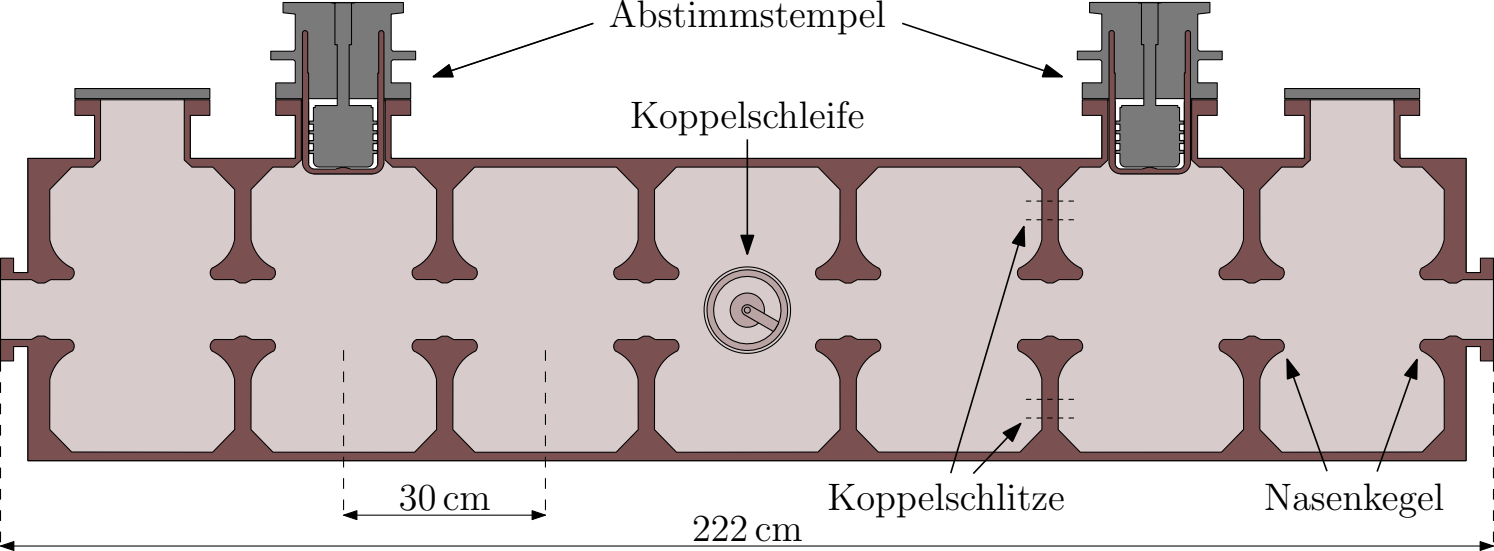 Abstimmstempel
Koppelschleife
Koppelschlitze
Nasenkegel
30 cm
222 cm